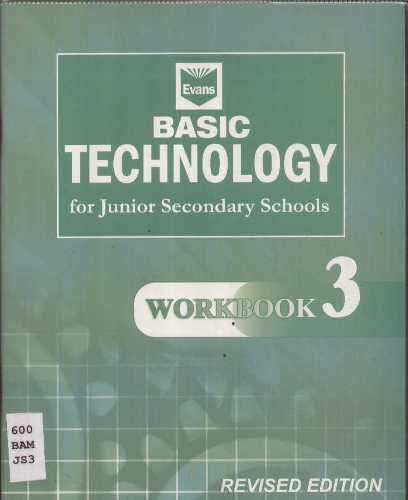 Evans
BASIC
TECHNOLOGY
for Junior Secondary Schools
WORKBOOK 3
600
BAM
JS3
REVISED EDITION